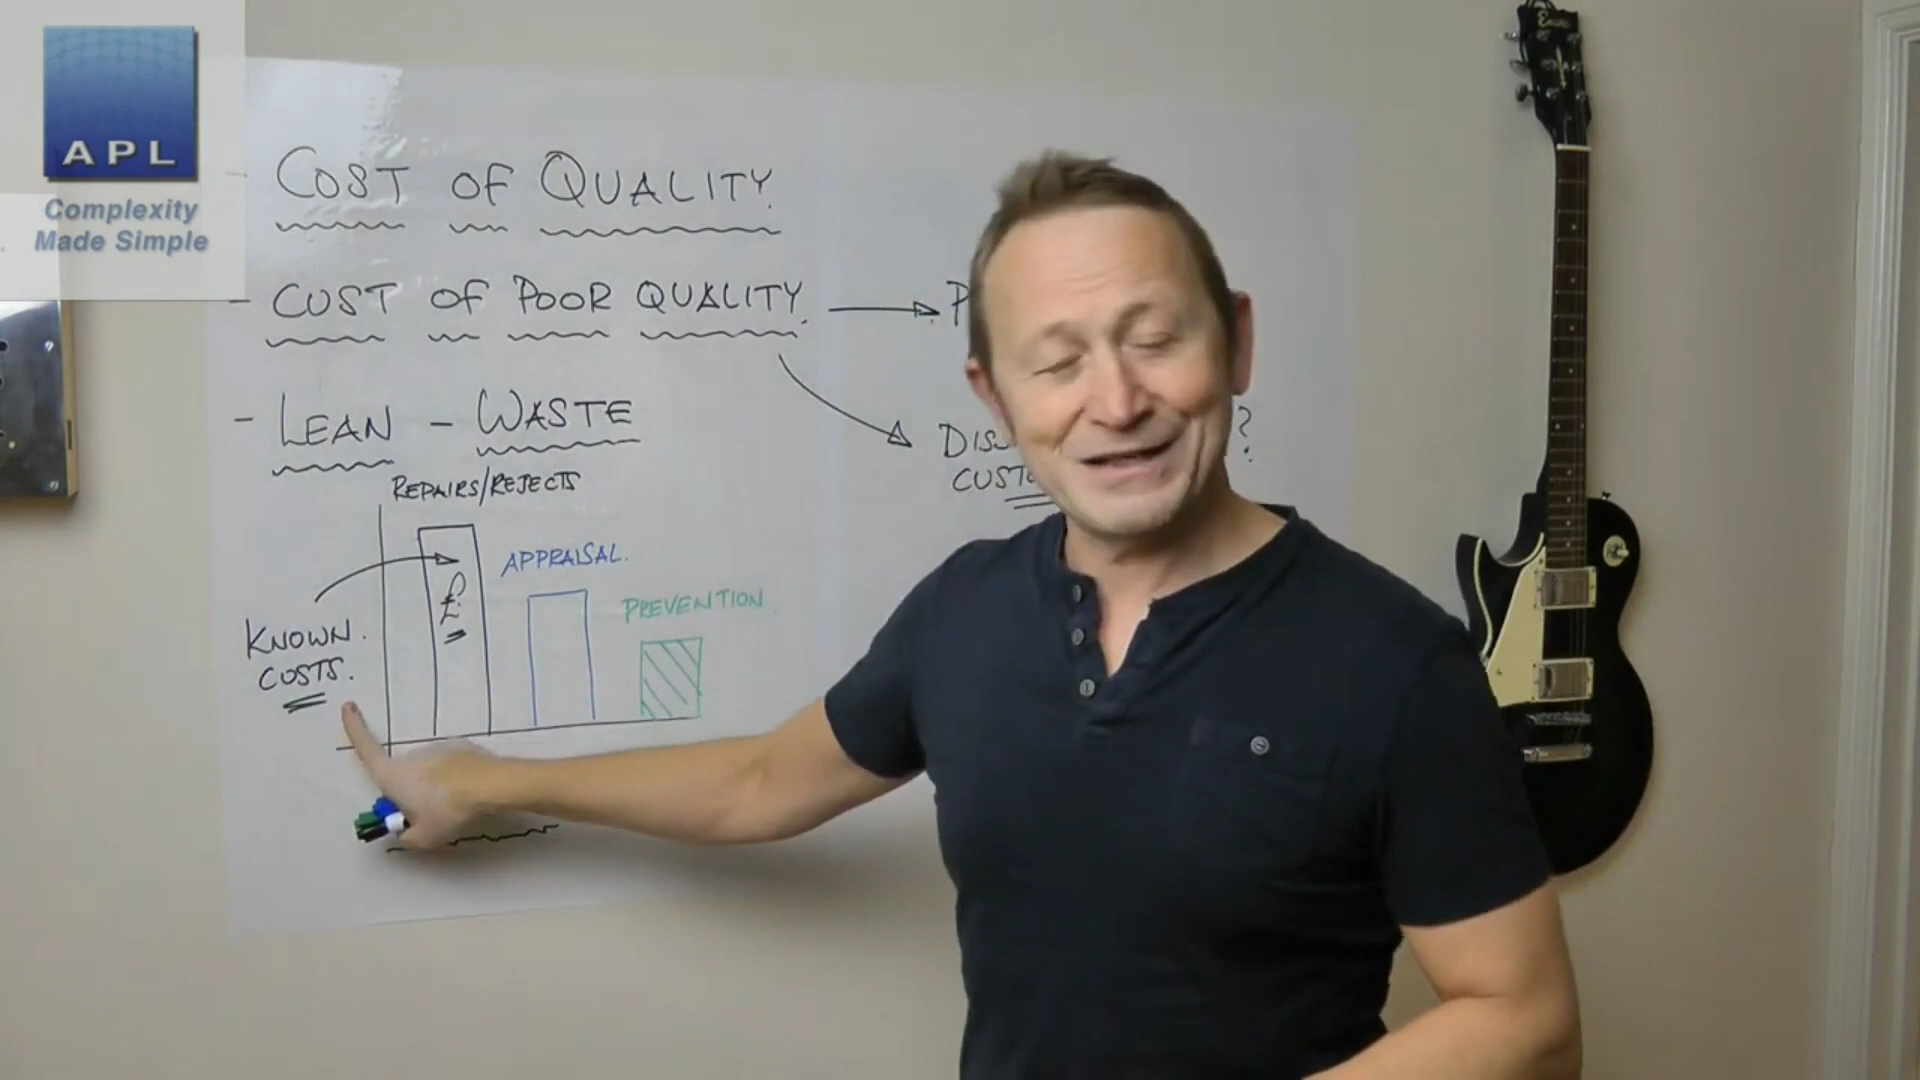 APL
Complexity
Made Simple
- COST OF QUALITY.
- COST OF POOR QUALITY.
- LEAN - WASTE
REPAIRS/REJECTS
APPRAISAL.
PREVENTION.
£
KNOWN.
COSTS.
?